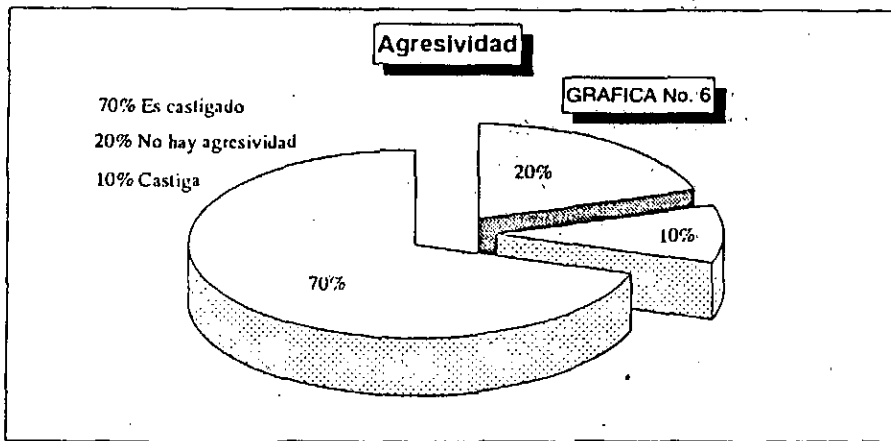 Agresividad
GRAFICA No. 6
70% Es castigado
20% No hay agresividad
10% Castiga
20%
10%
70%